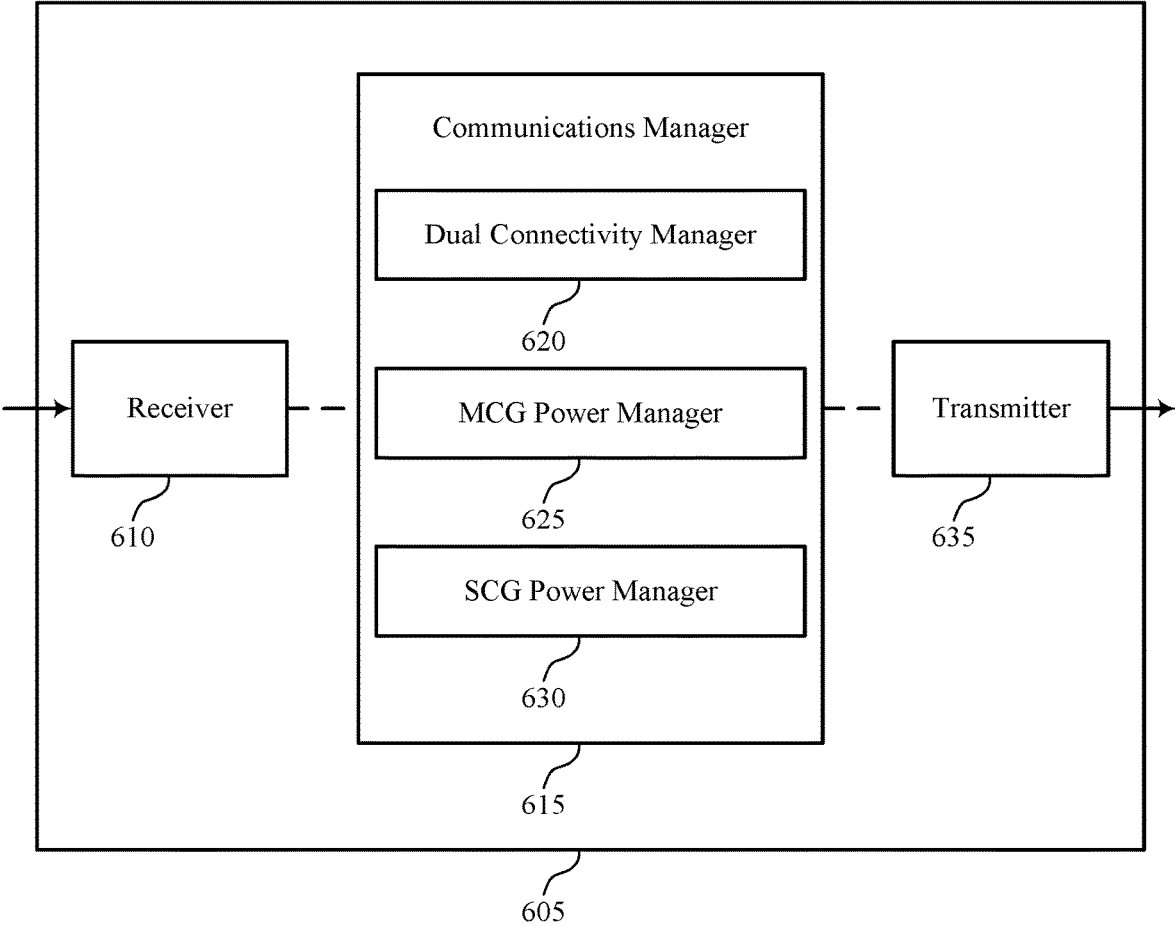 Communications Manager
Dual Connectivity Manager
620
Receiver
610
MCG Power Manager
625
Transmitter
635
SCG Power Manager
630
615
605